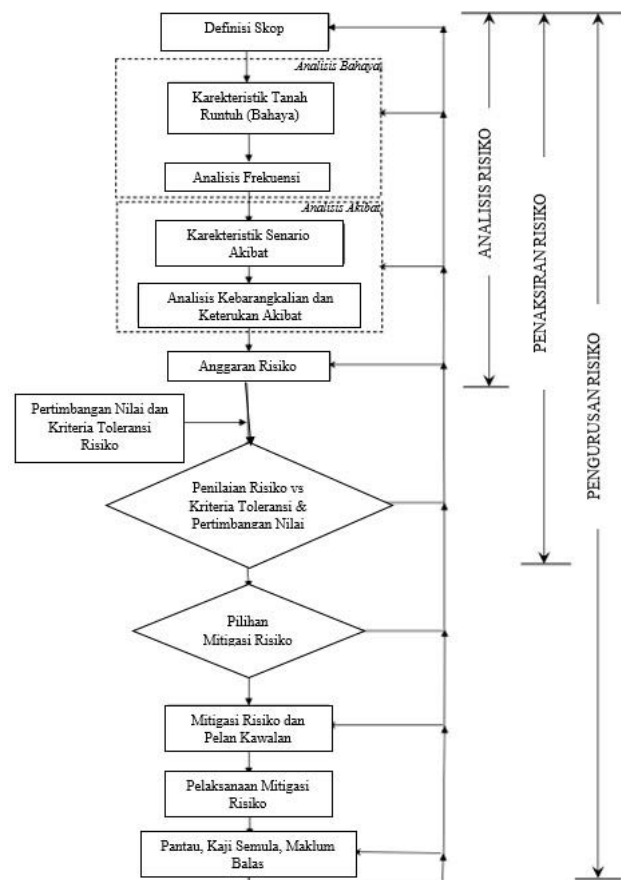 Definisi Skop
Analisis Bahaya
Karekteristik Tanah
Runtuh (Bahaya)
Analisis Frekuensi
Analisis Akibat
Karekteristik Senario
Akibat
Analisis Kebarangkalian dan
Keterukan Akibat
Anggaran Risiko
Pertimbangan Nilai dan
Kriteria Toleransi
Risiko
Penilaian Risiko vs
Kriteria Toleransi &
Pertimbangan Nilai
Pilihan
Mitigasi Risiko
Mitigasi Risiko dan
Pelan Kawalan
Pelaksanaan Mitigasi
Risiko
Pantau, Kaji Semula, Maklum
Balas
ANALISIS RISIKO
PENAKSIRAN RISIKO
PENGURUSAN RISIKO